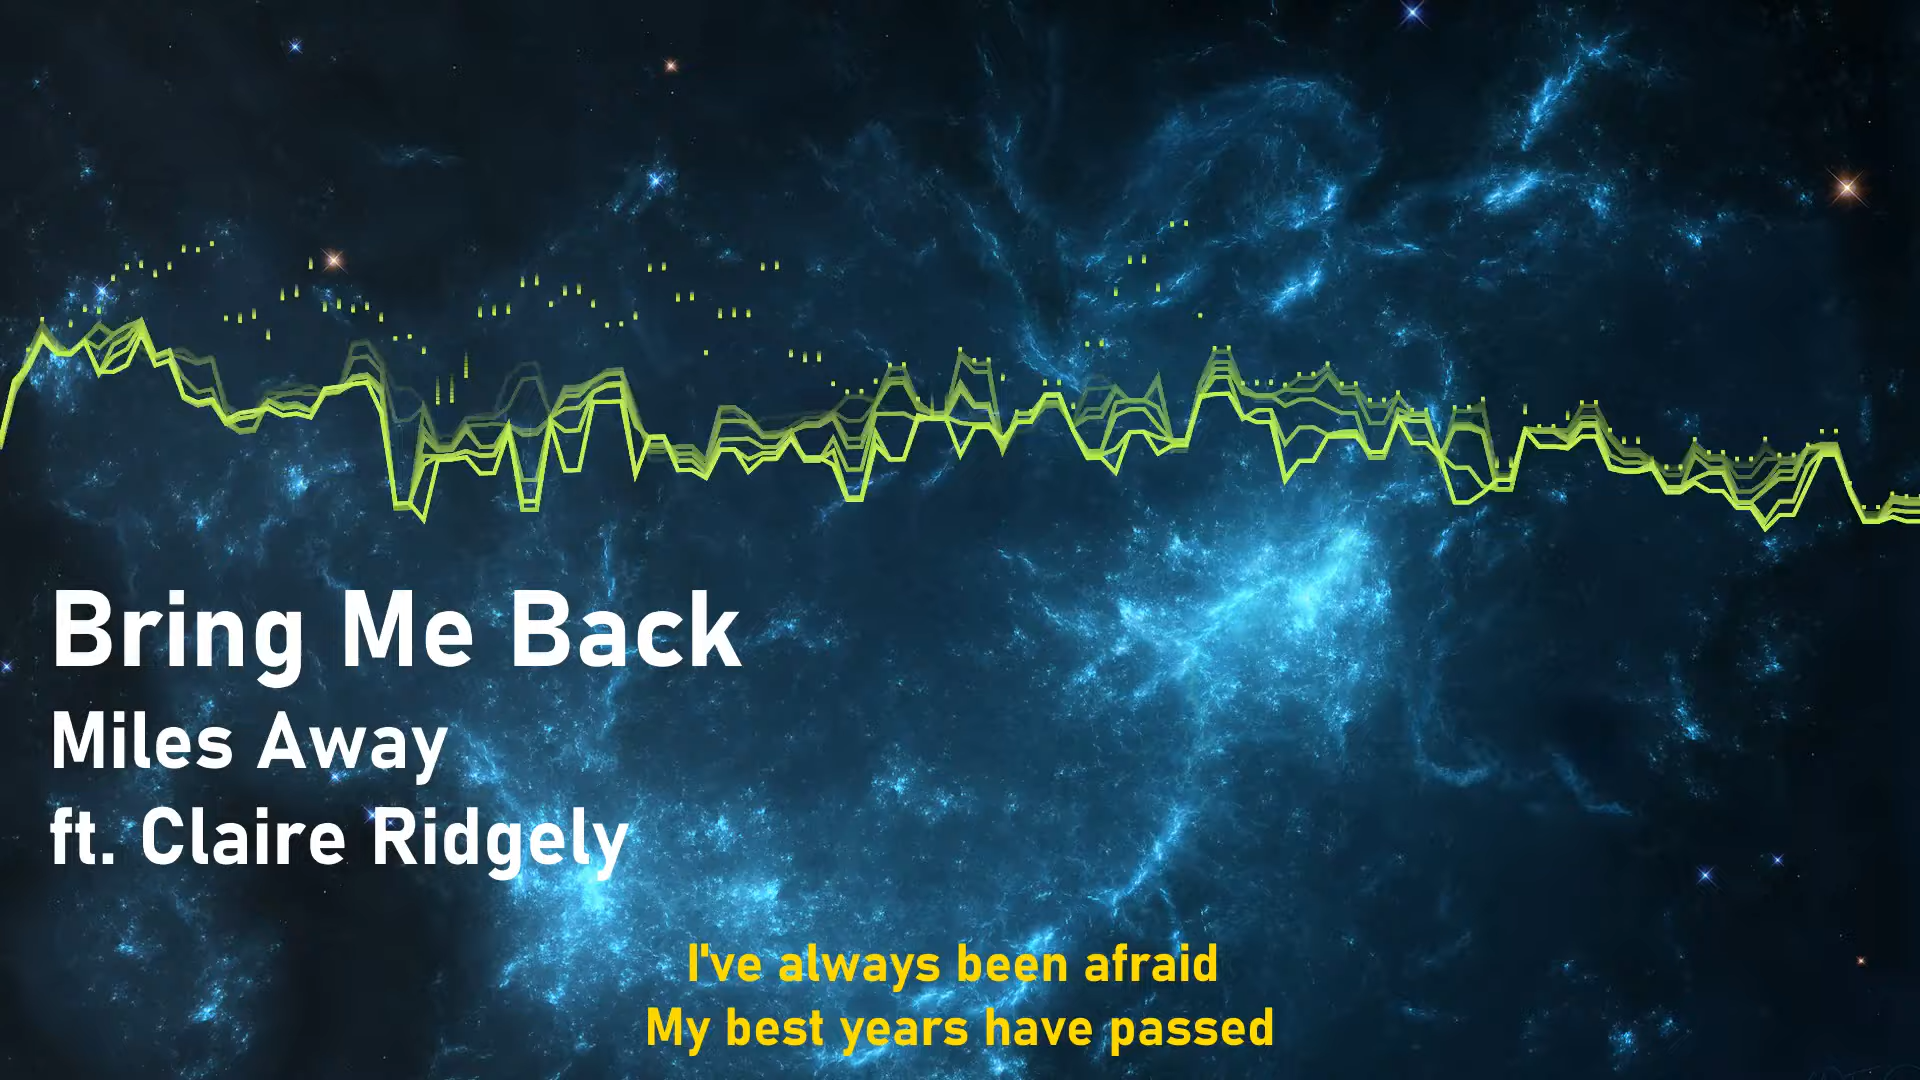 Bring Me Back
Miles Away
ft. Claire Ridgely
I've always been afraid
My best years have passed